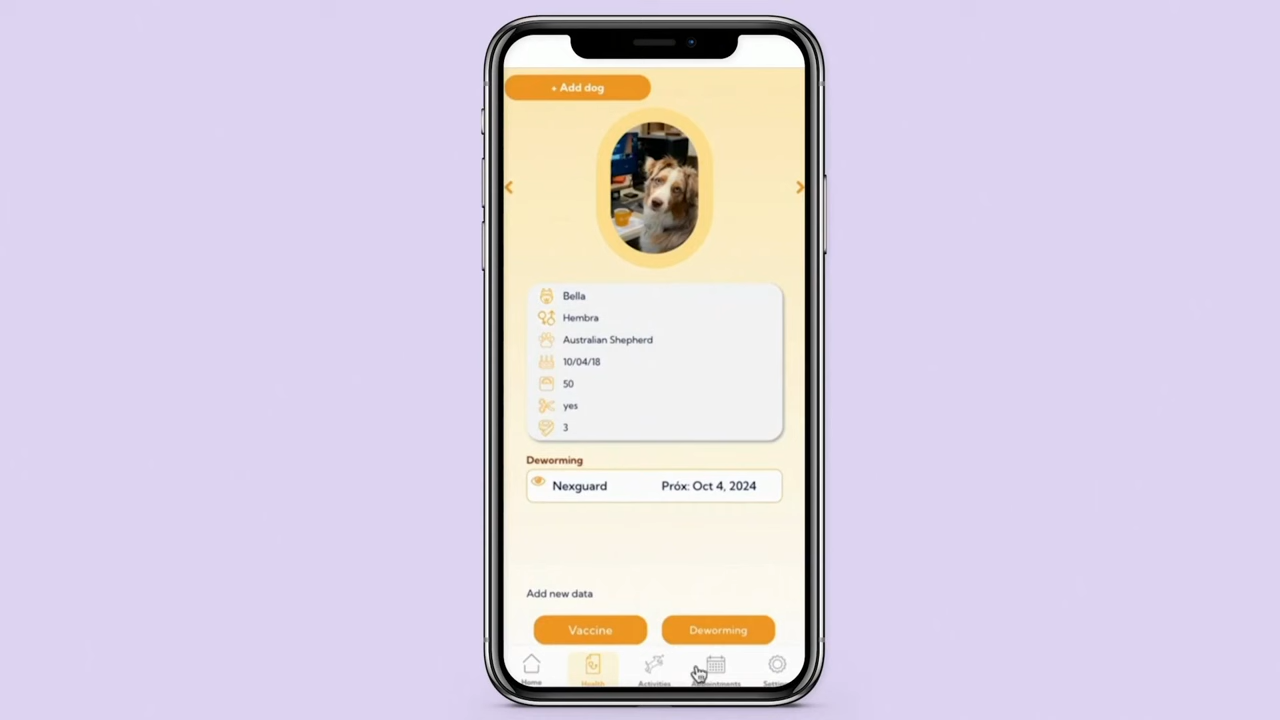 + Add dog
Bella
Hembra
Australian Shepherd
10/04/18
50
yes
3
Deworming
Nexguard Próx: Oct 4, 2024
Add new data
Vaccine Deworming
Home Health Activities Appointments